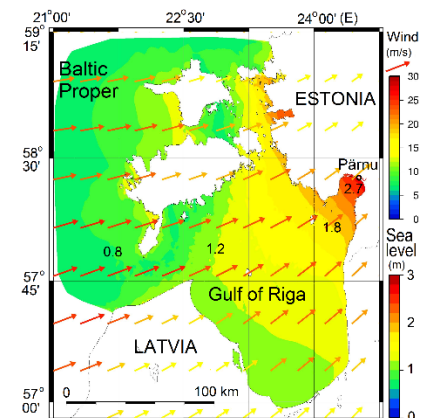 21°00' 22°30' 24°00' (E)
59°
15'
Baltic
Proper
ESTONIA
58°
30'
Pärnu
2.7
1.8
0.8
1.2
57°
45'
Gulf of Riga
LATVIA
57°
00'
0 100 km
Wind
(m/s)
30
25
20
15
10
5
0
Sea
level
(m)
3
2
1
0